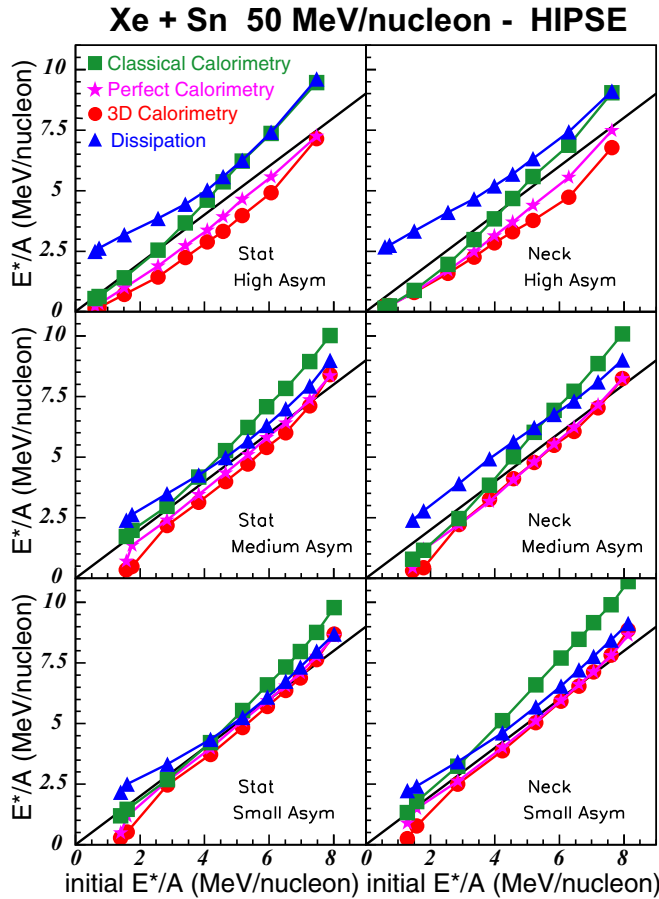 Xe + Sn 50 MeV/nucleon - HIPSE
E*/A (MeV/nucleon)
10
7.5
5
2.5
0
Classical Calorimetry
Perfect Calorimetry
3D Calorimetry
Dissipation
Stat
High Asym
Neck
High Asym
E*/A (MeV/nucleon)
10
7.5
5
2.5
0
Stat
Medium Asym
Neck
Medium Asym
E*/A (MeV/nucleon)
10
7.5
5
2.5
0
Stat
Small Asym
Neck
Small Asym
0 2 4 6 8
2 4 6 8
initial E*/A (MeV/nucleon)
initial E*/A (MeV/nucleon)